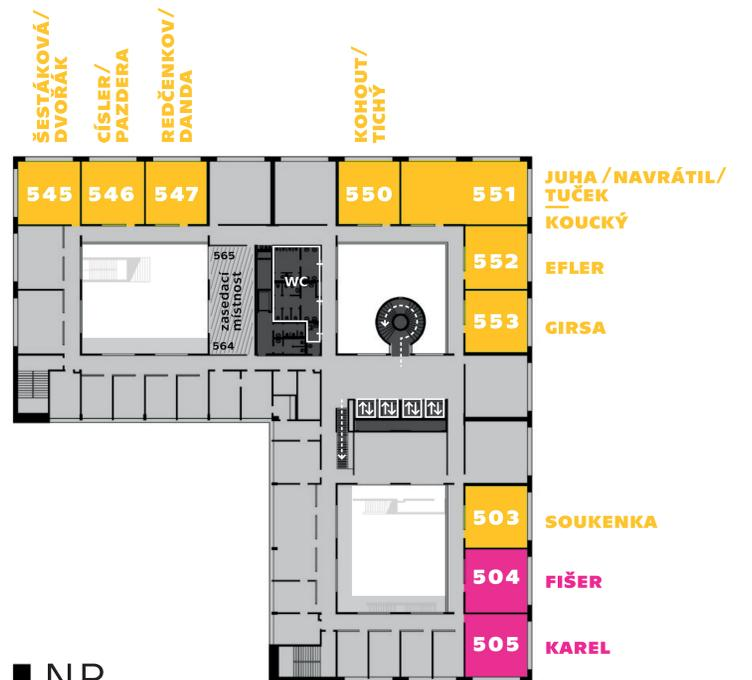 ŠESTÁKOVÁ/
DVOŘÁK
CÍSLER/
PAZDERA
REDČENKOV/
DANDA
KOHOUT/
TICHÝ
545
546
547
550
551
JUHA/NAVRÁTIL/
TUČEK
KOUCKÝ
552
EFLER
553
GIRSA
565
zasedací
místnost
564
WC
503
SOUKENKA
504
FIŠER
505
KAREL